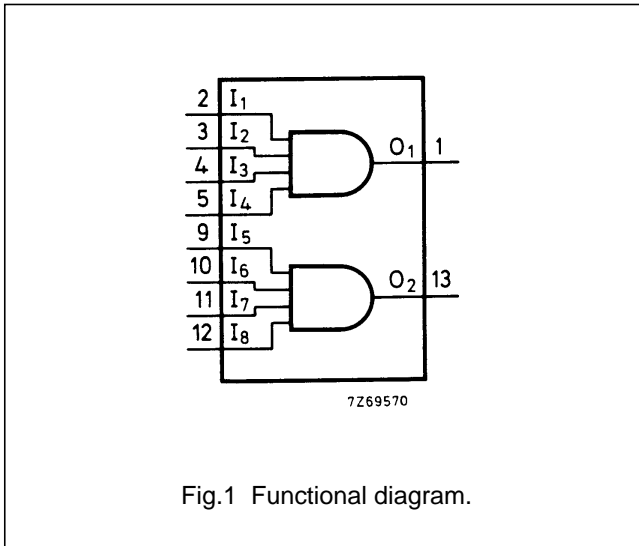 2 I1
3 I2
4 I3
5 I4
O1 1
9 I5
10 I6
11 I7
12 I8
O2 13
7Z69570
Fig.1 Functional diagram.